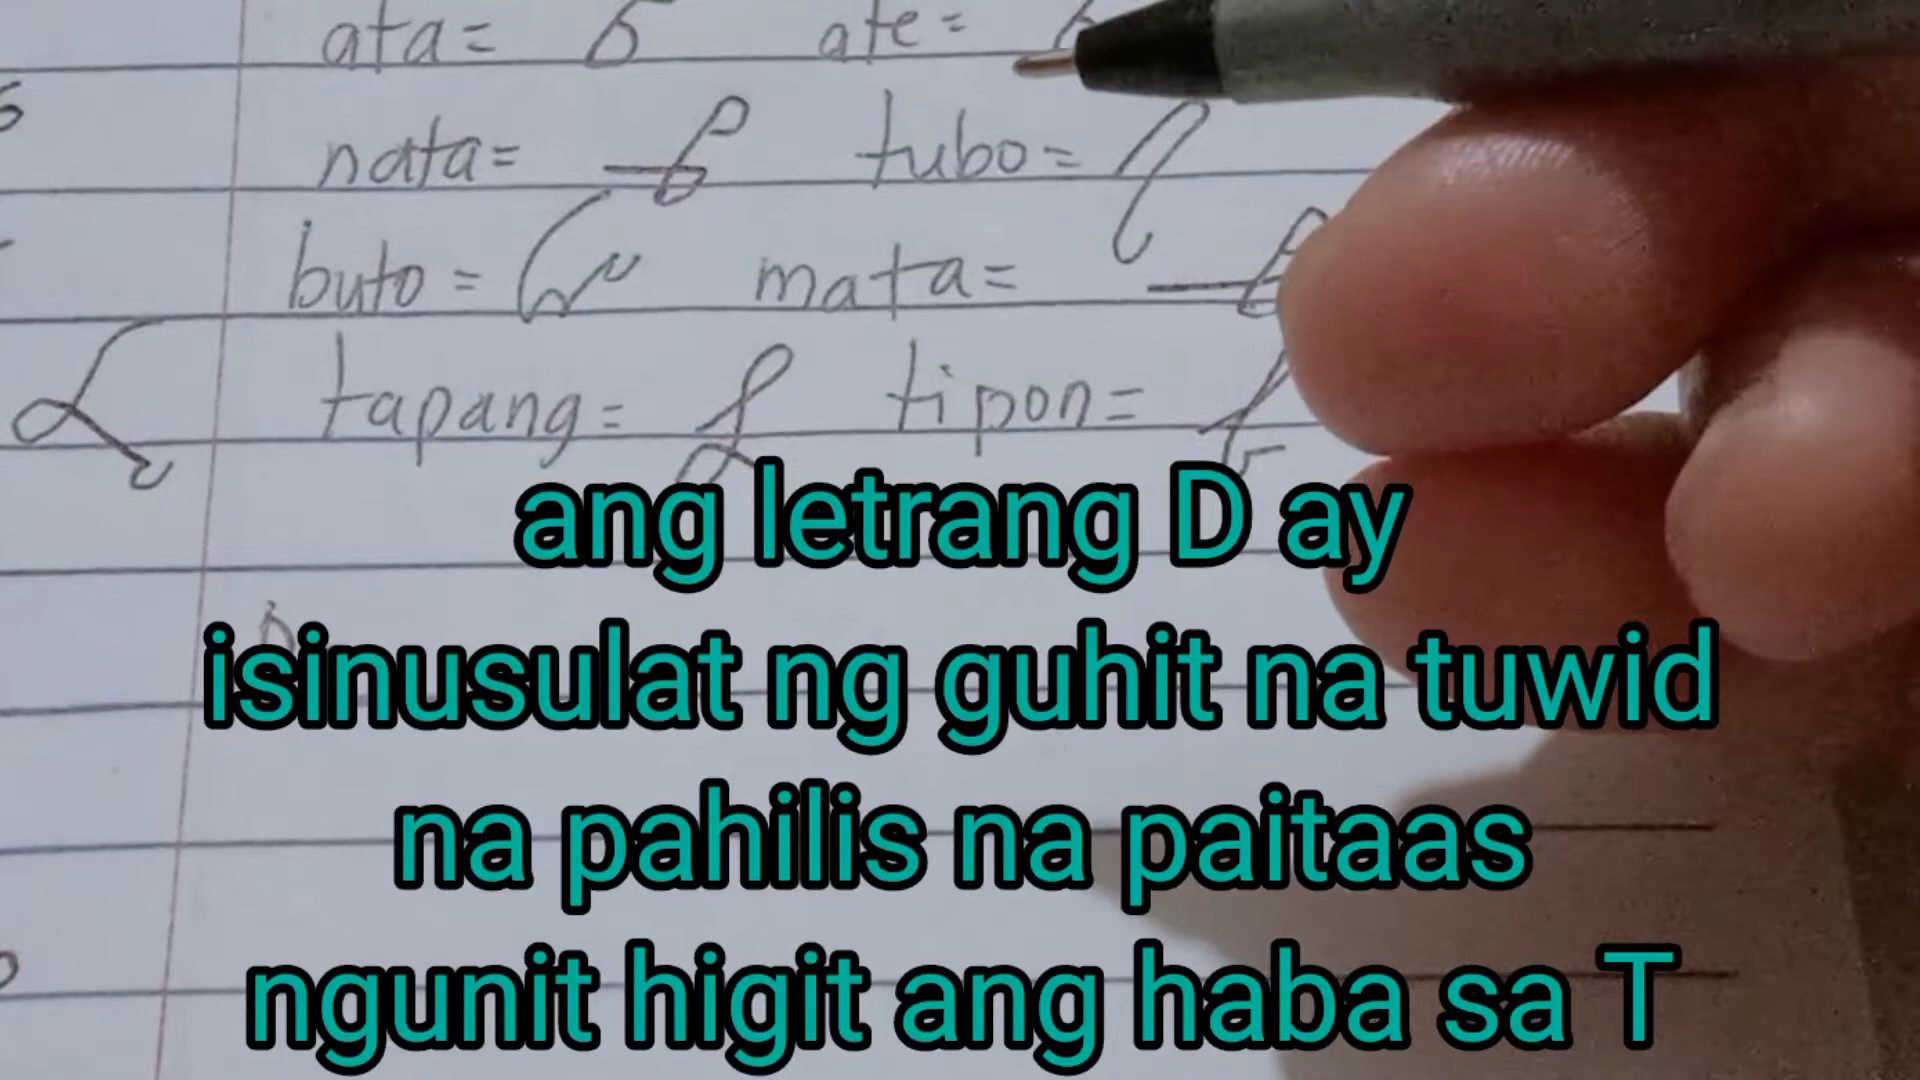 ata= ate=
nata= tubo=
buto= mata=
tapang= tipon=
ang letrang D ay
isinusulat ng guhit na tuwid
na pahilis na paitaas
ngunit higit ang haba sa T